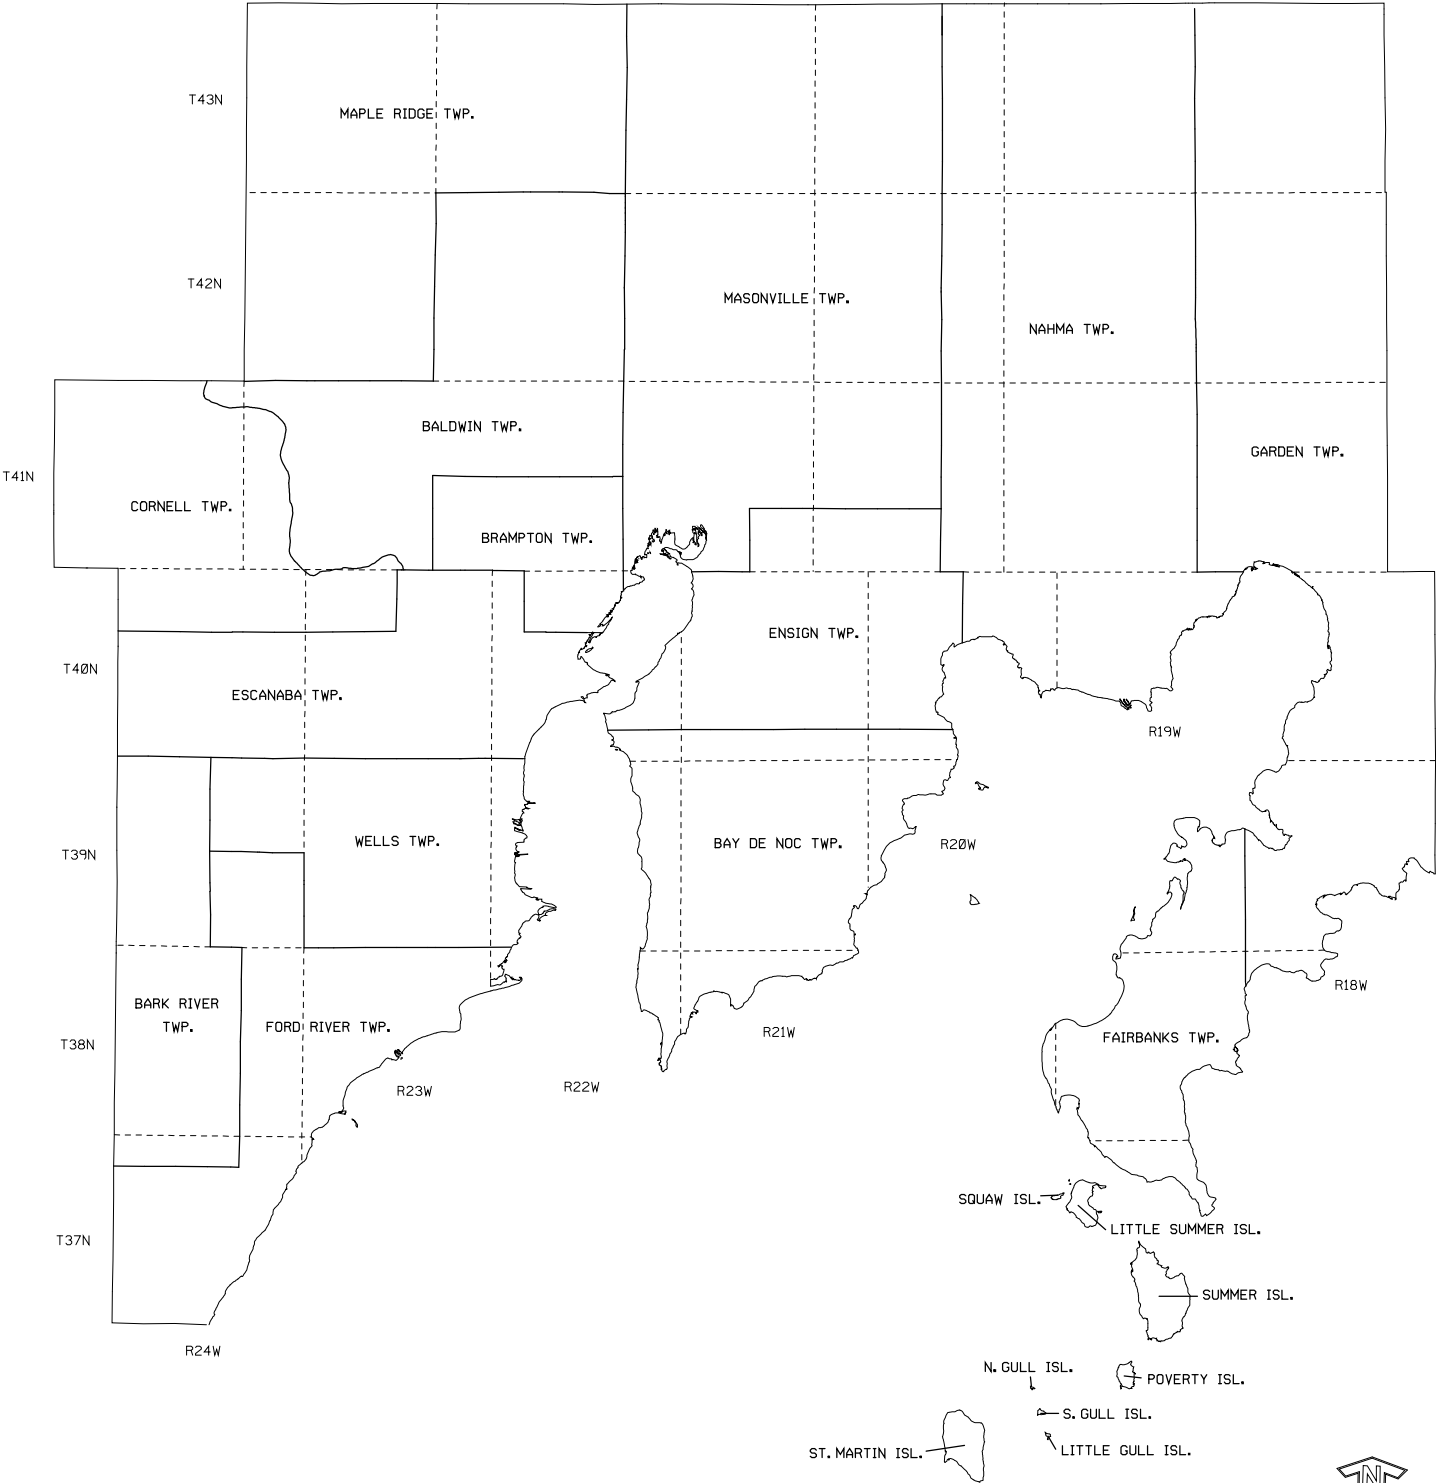 T43N
MAPLE RIDGE TWP.
T42N
MASONVILLE TWP.
NAHMA TWP.
BALDWIN TWP.
GARDEN TWP.
T41N
CORNELL TWP.
BRAMPTON TWP.
ENSIGN TWP.
T40N
ESCANABA TWP.
R19W
WELLS TWP.
BAY DE NOC TWP.
R20W
T39N
R18W
BARK RIVER
TWP.
FORD RIVER TWP.
R21W
FAIRBANKS TWP.
T38N
R23W
R22W
SQUAW ISL.
LITTLE SUMMER ISL.
T37N
SUMMER ISL.
R24W
N. GULL ISL.
POVERTY ISL.
S. GULL ISL.
ST. MARTIN ISL.
LITTLE GULL ISL.
N